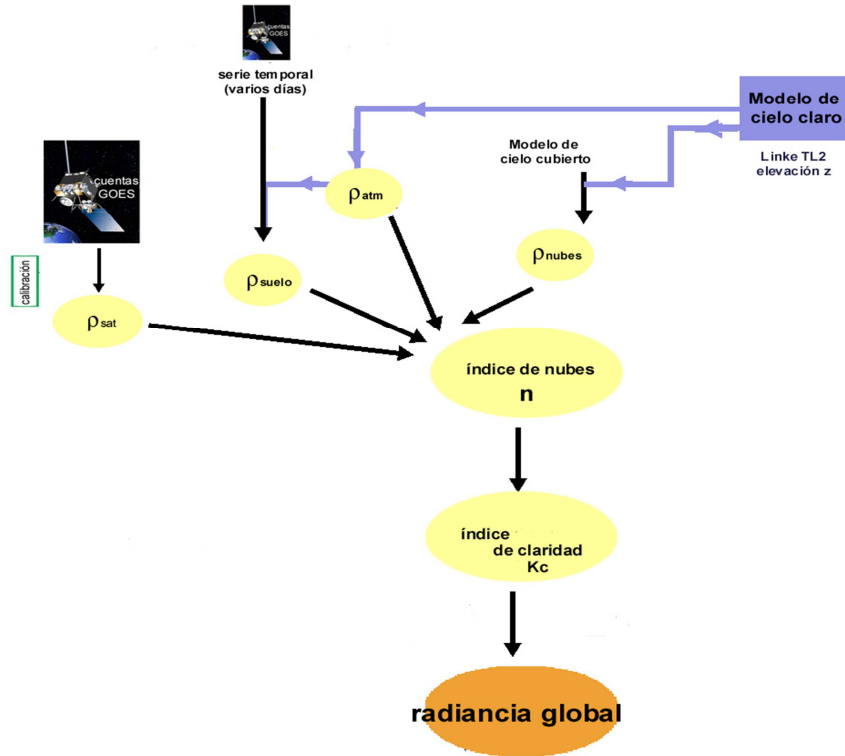 cuentas
GOES
serie temporal
(varios días)
Modelo de
cielo claro
Linke TL2
elevación z
Modelo de
cielo cubierto
cuentas
GOES
calibración
ρatm
ρnubes
ρsuelo
ρsat
índice de nubes
n
índice
de claridad
Kc
radiancia global